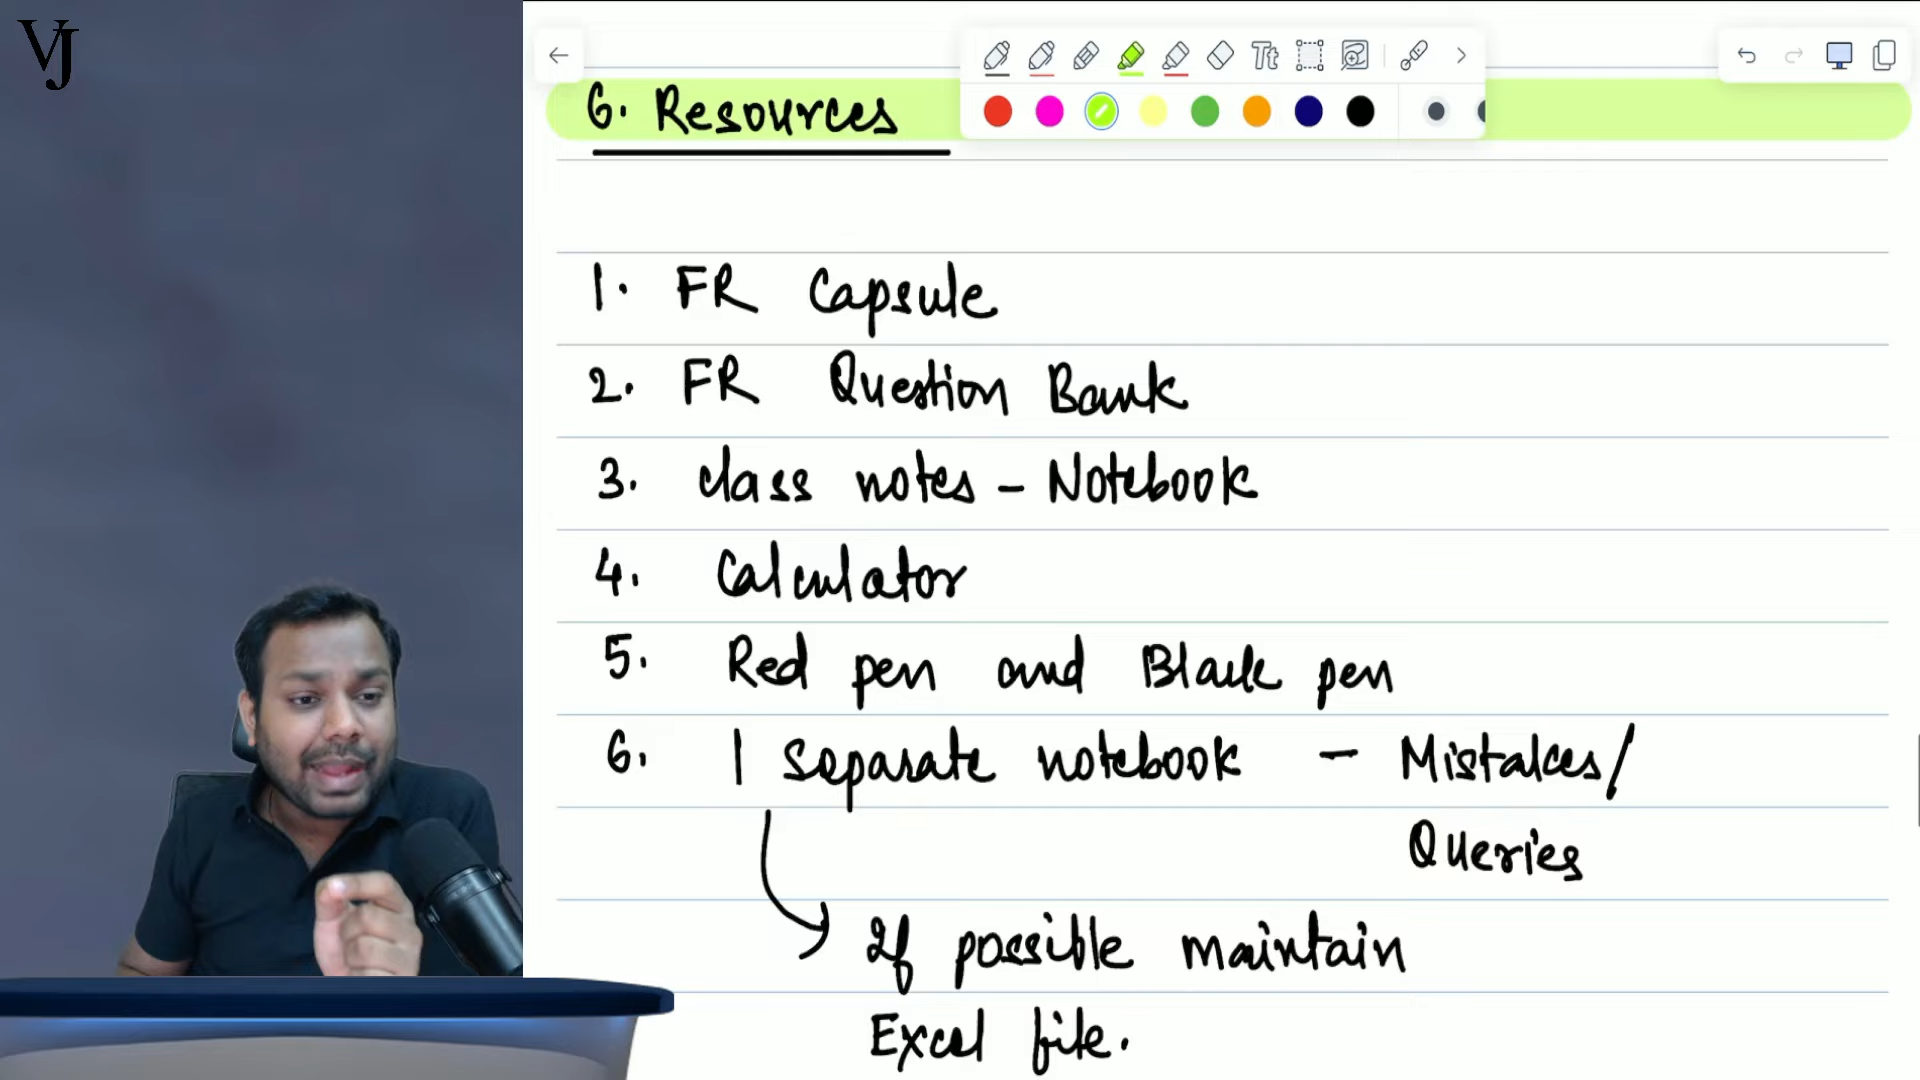 VJ
6. Resources
1. FR Capsule
2. FR Question Bank
3. Class notes - Notebook
4. Calculator
5. Red pen and Black pen
6. 1 separate notebook - Mistakes/
Queries
If possible maintain
Excel file.